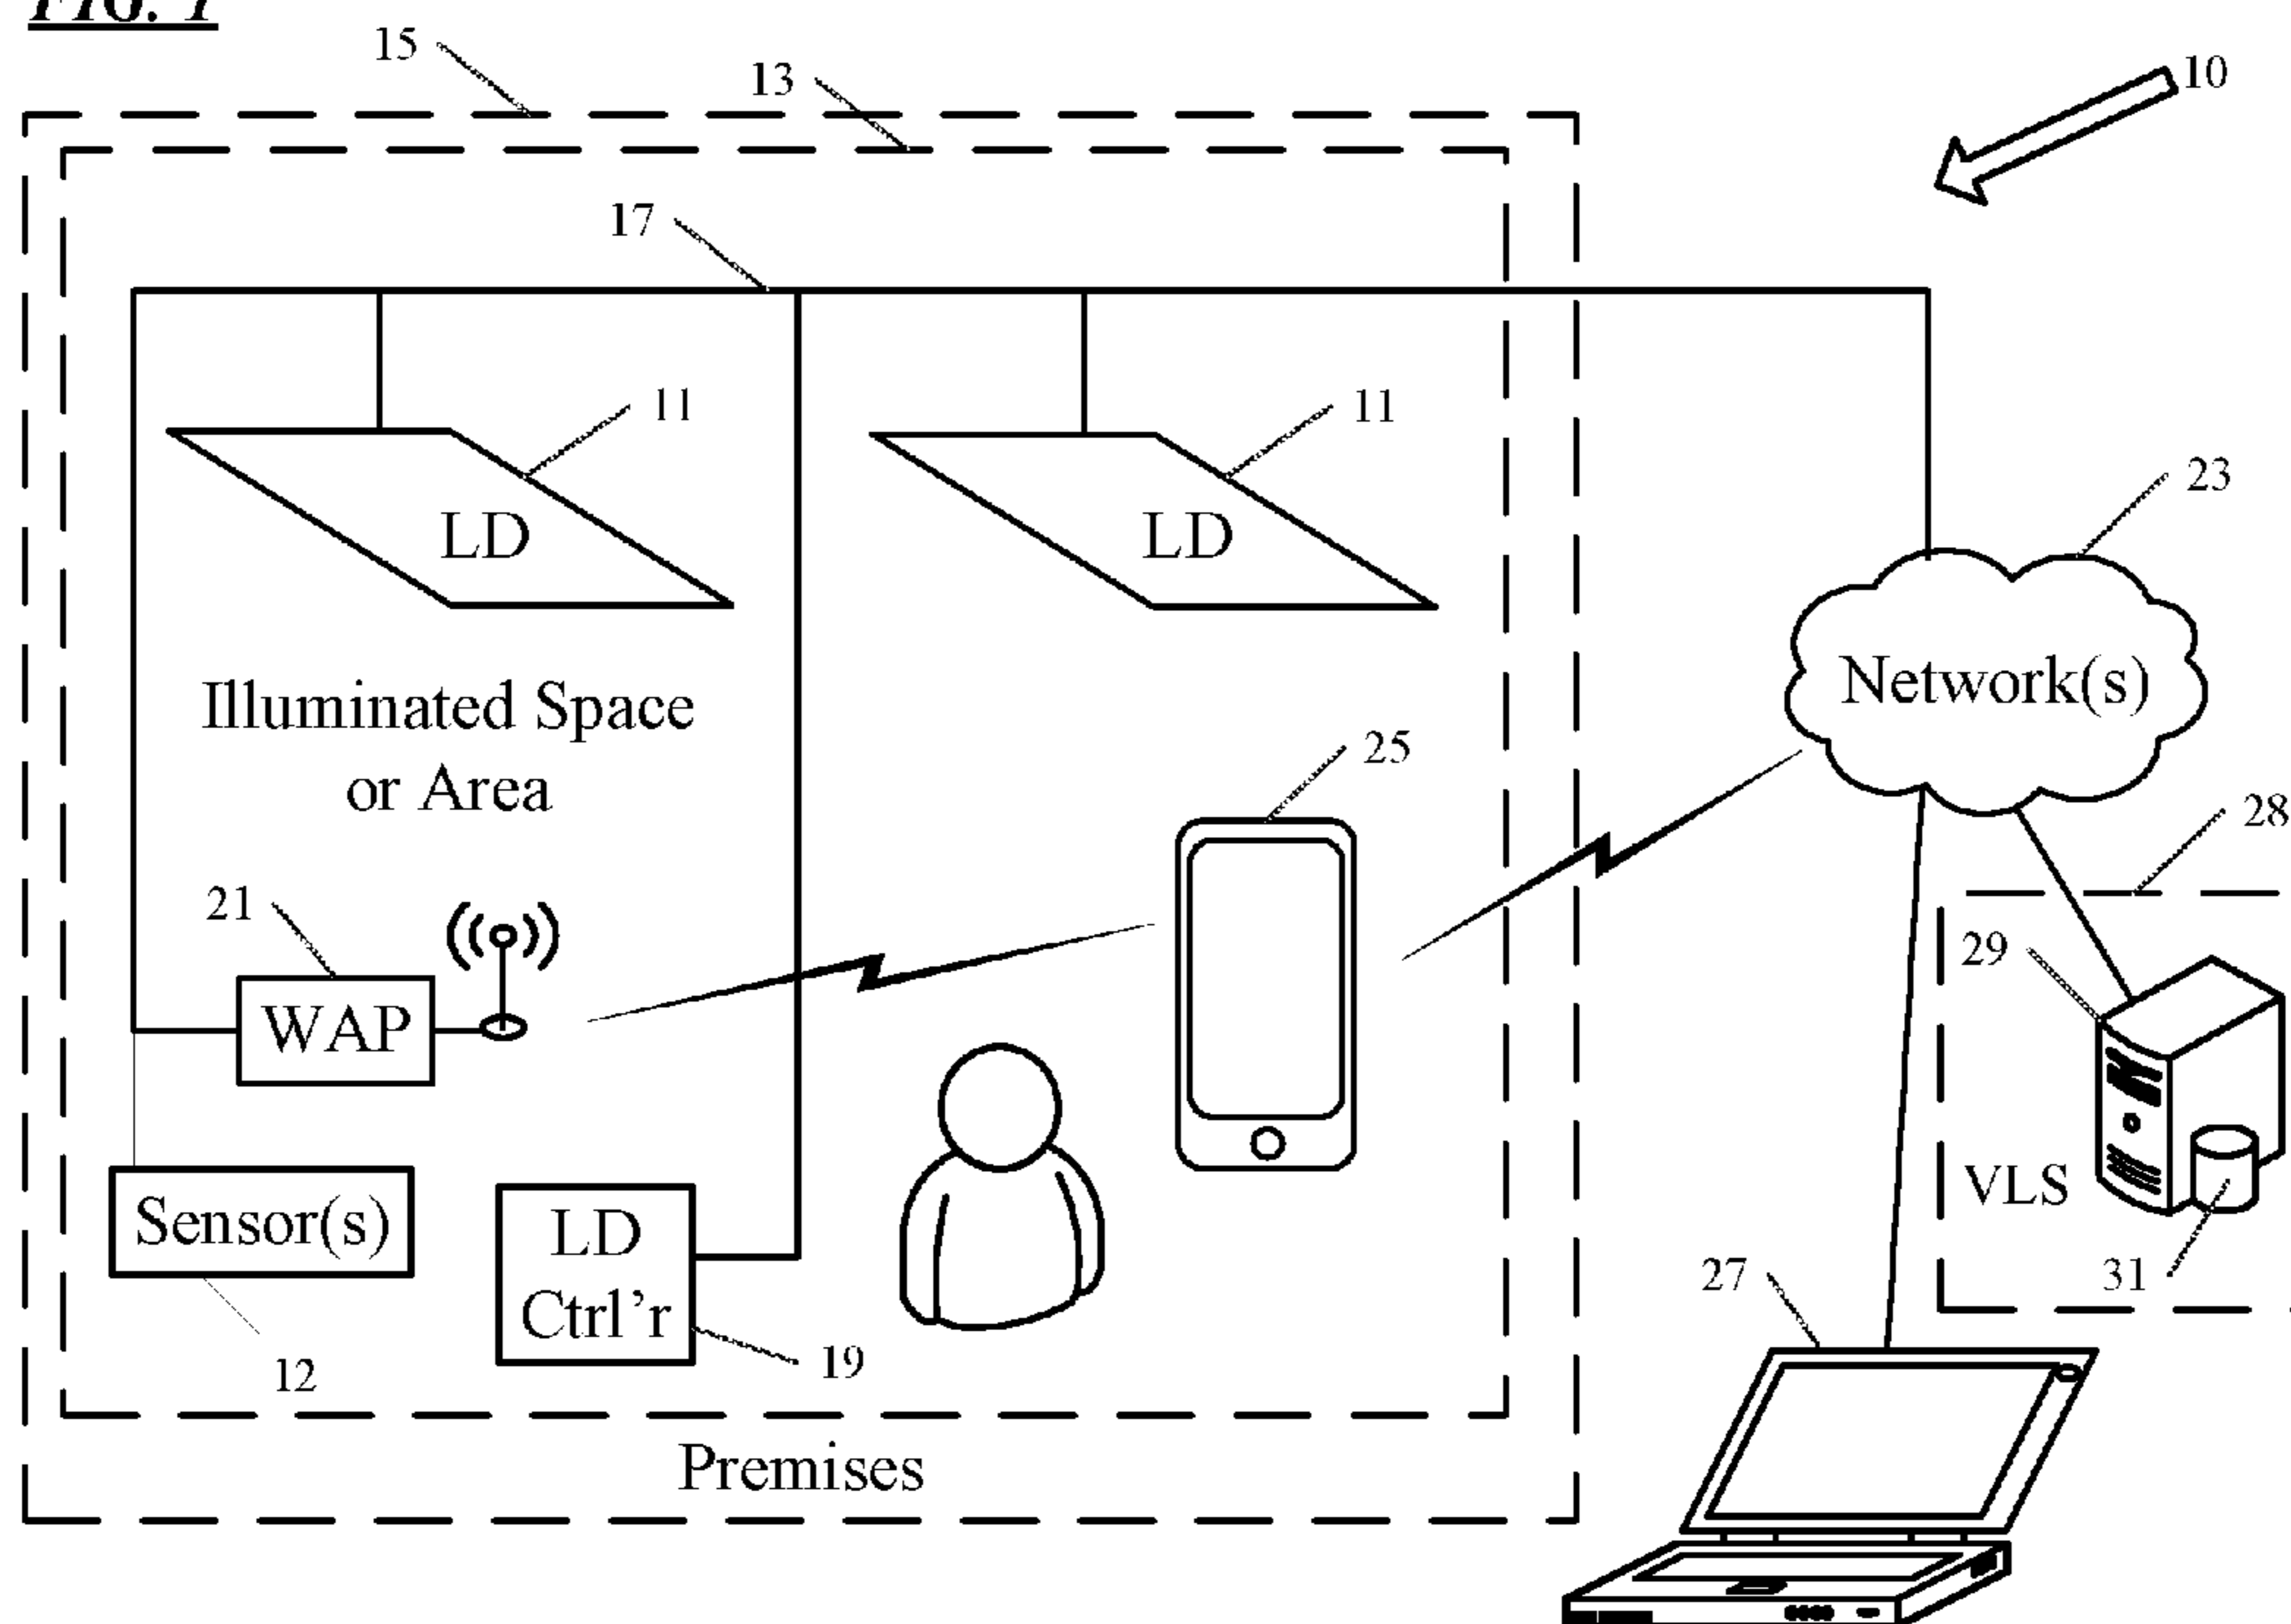 FIG. 1
15
13
10
17
11
11
LD
LD
23
Network(s)
Illuminated Space
or Area
25
28
21
29
WAP
Sensor(s)
VLS
LD
Ctrl’r
27
31
12
19
Premises